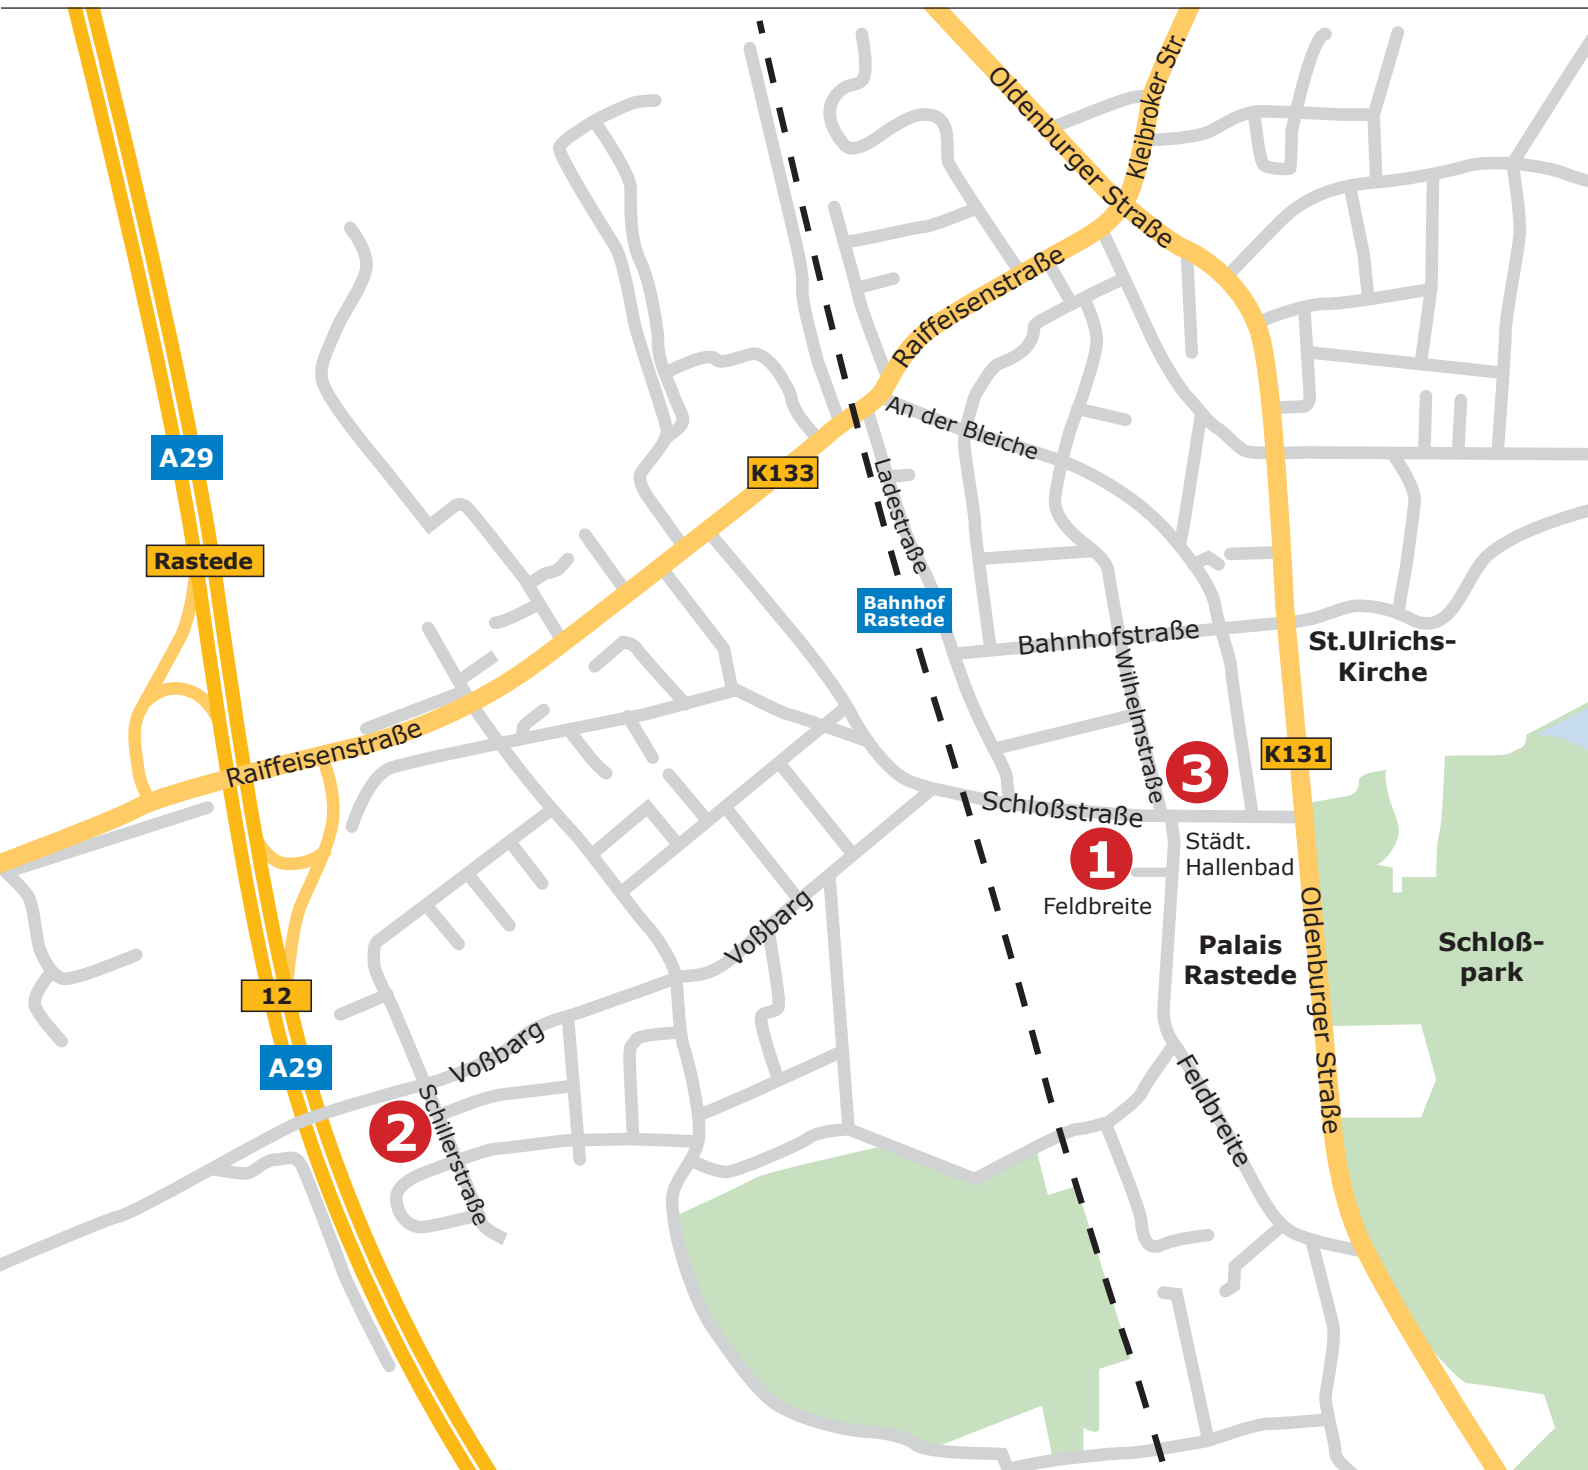 Oldenburger Straße
Kleibroker Str.
Raiffeisenstraße
An der Bleiche
A29
K133
Ladestraße
Rastede
Bahnhof
Rastede
Bahnhofstraße
St.Ulrichs-
Kirche
Wilhelmstraße
Raiffeisenstraße
K131
3
Schloßstraße
Städt.
Hallenbad
1
Feldbreite
Voßbarg
Oldenburger Straße
Palais
Rastede
Schloß-
park
12
Voßbarg
A29
Schillerstraße
2
Feldbreite